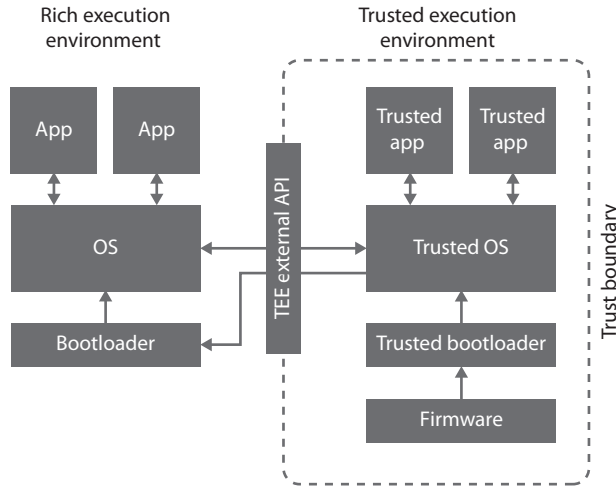 Rich execution
environment
Trusted execution
environment
App
App
Trusted
app
Trusted
app
OS
TEE external API
Trusted OS
Trust boundary
Bootloader
Trusted bootloader
Firmware